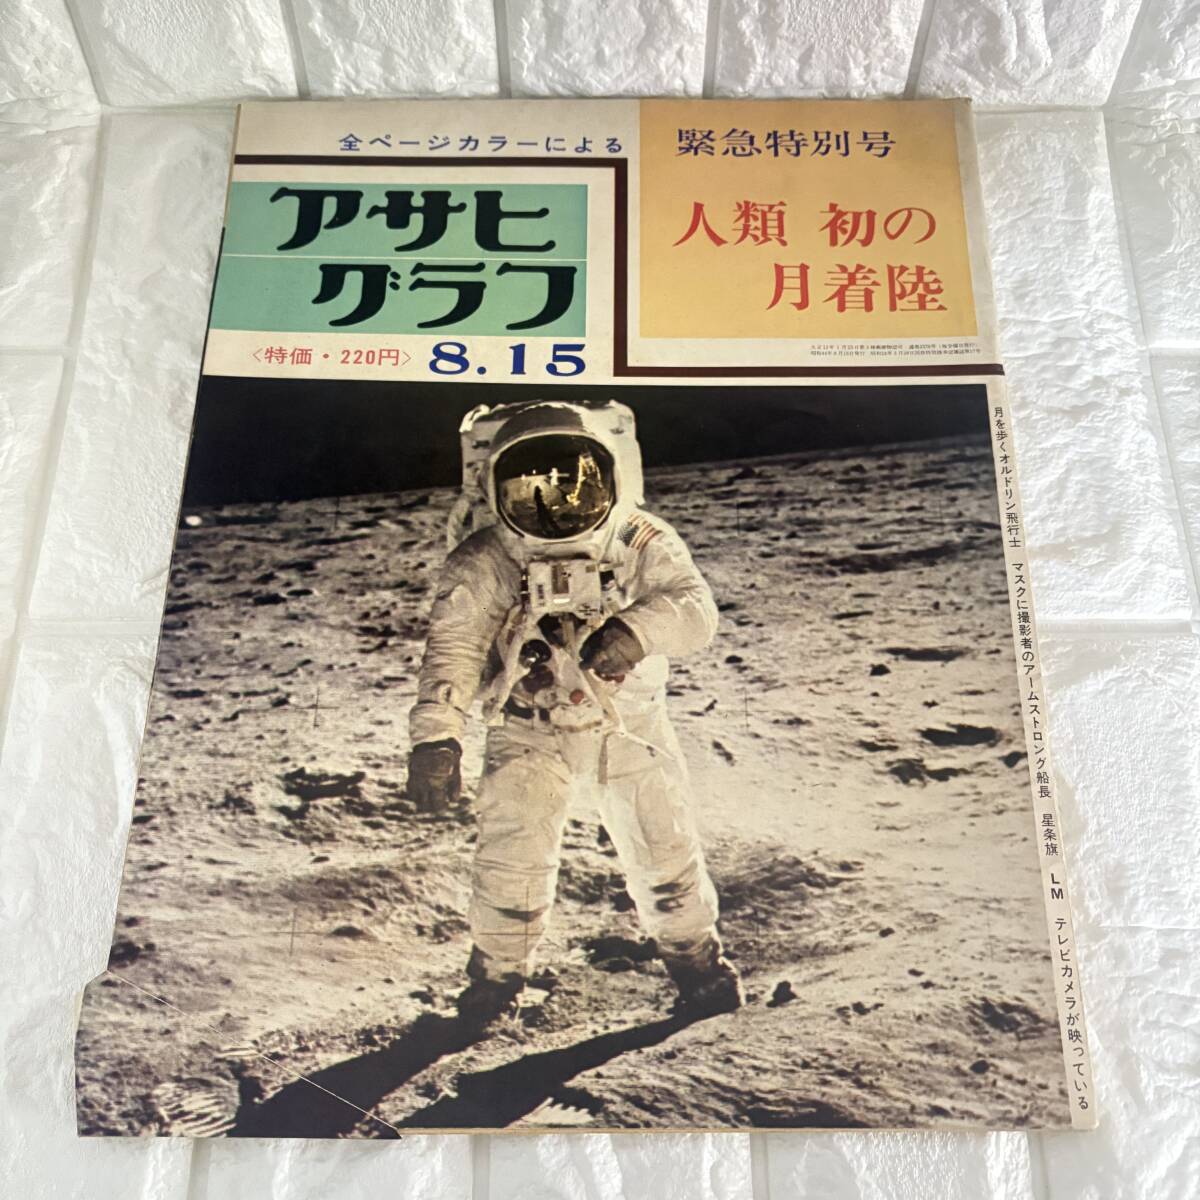 全ページカラーによる
アサヒ
グラフ
〈特価・220円〉 8.15
緊急特別号
人類 初の
月着陸
月を歩くオルドリン飛行士 マスクに撮影者のアームストロング船長 星条旗 LM テレビカメラが映っている